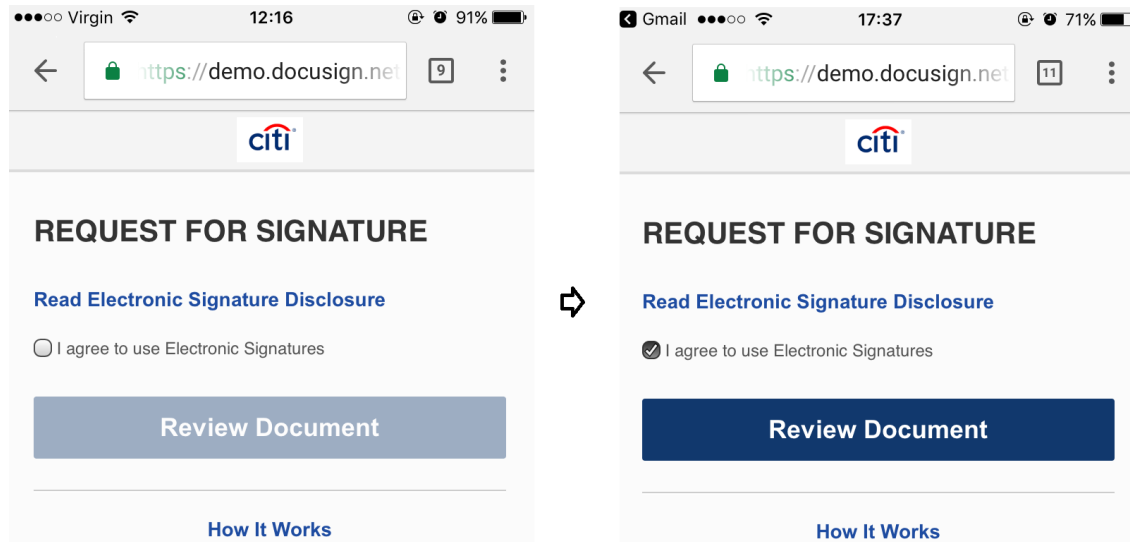 Virgin 12:16 91%
https://demo.docusign.net 9
citi
REQUEST FOR SIGNATURE
Read Electronic Signature Disclosure
I agree to use Electronic Signatures
Review Document
How It Works
Gmail 17:37 71%
https://demo.docusign.net 11
citi
REQUEST FOR SIGNATURE
Read Electronic Signature Disclosure
I agree to use Electronic Signatures
Review Document
How It Works